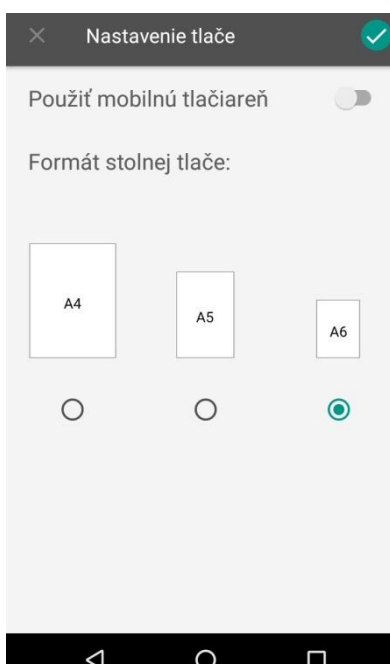 Nastavenie tlače
Použiť mobilnú tlačiareň
Formát stolnej tlače:
A4
A5
A6